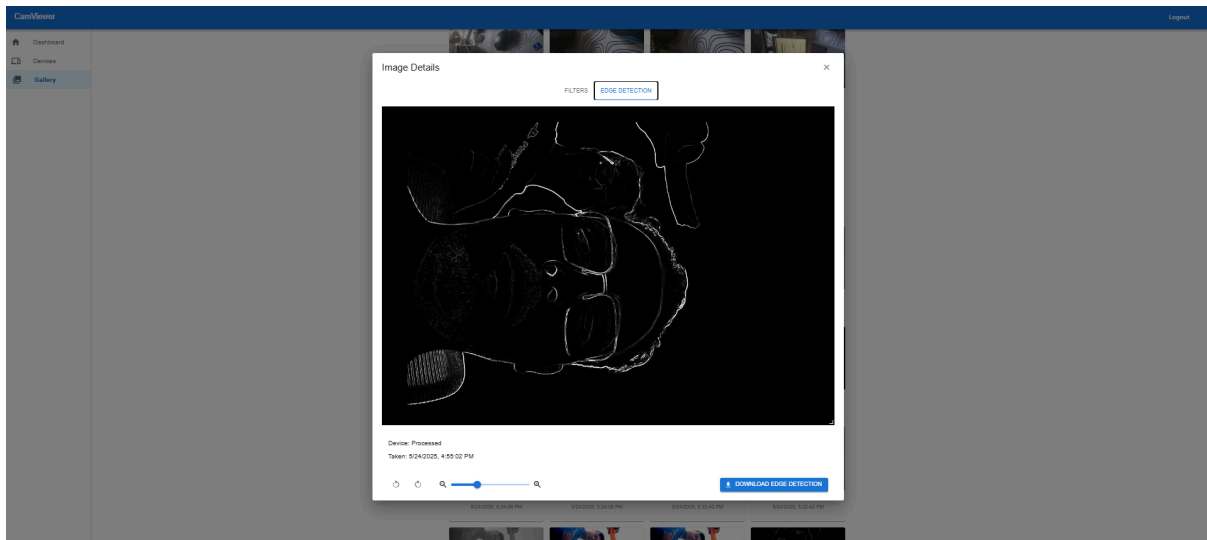 CamViewer
Logout
Dashboard
Devices
Gallery
Image Details
FILTERS
EDGE DETECTION
Device: Processed
Taken: 5/24/2025, 4:55:02 PM
DOWNLOAD EDGE DETECTION